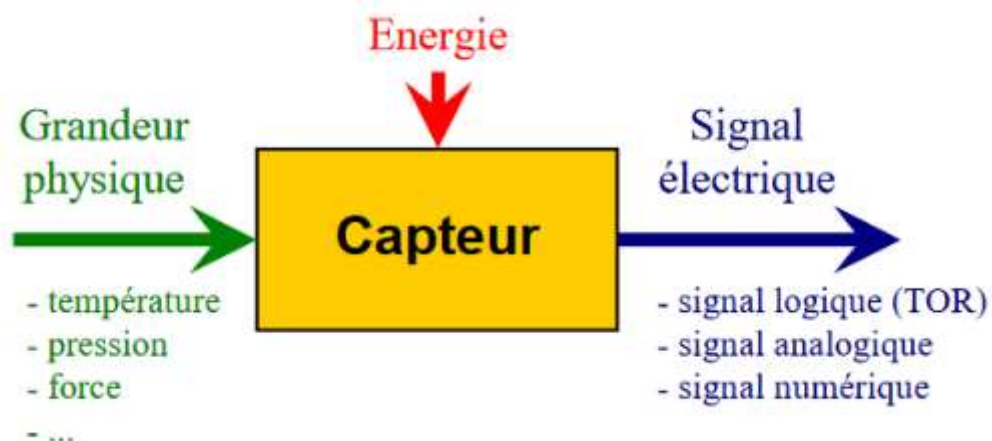 Energie
Grandeur
physique
Capteur
Signal
électrique
- température
- pression
- force
- ...
- signal logique (TOR)
- signal analogique
- signal numérique